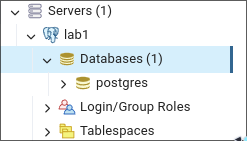 Servers (1)
lab1
Databases (1)
postgres
Login/Group Roles
Tablespaces